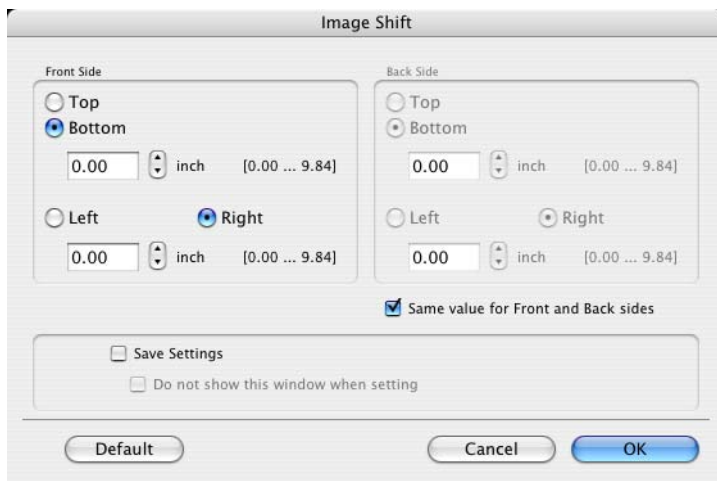 Image Shift
Front Side
Top
Bottom
0.00 inch [0.00 ... 9.84]
Left Right
0.00 inch [0.00 ... 9.84]
Back Side
Top
Bottom
0.00 inch [0.00 ... 9.84]
Left Right
0.00 inch [0.00 ... 9.84]
Same value for Front and Back sides
Save Settings
Do not show this window when setting
Default Cancel OK